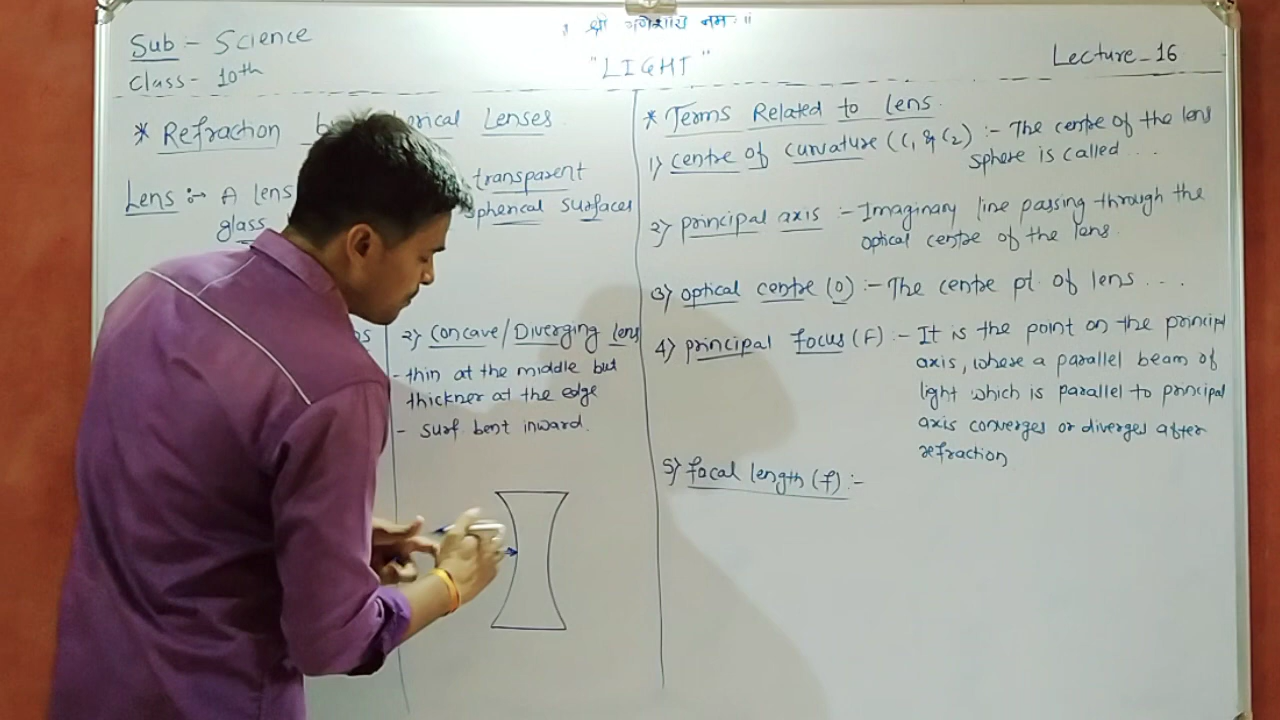 ॥ श्री गणेशाय नमः ॥
Sub :- Science
"LIGHT"
Class - 10th
Lecture - 16
* Refraction Lenses
Lens :- A lens transparent
glass spherical surfaces
2) Concave/Diverging lens
- thin at the middle but
thickner at the edge
- surf bent inward.
* Terms Related to lens.
1) centre of curvature (C1 & C2) :- The centre of the lens
sphere is called ...
2) principal axis :- Imaginary line passing through the
optical centre of the lens.
3) optical centre (O) :- The centre pt. of lens ...
4) principal focus (F) :- It is the point on the principl
axis, where a parallel beam of
light which is parallel to principal
axis converges or diverges after
refraction
5) focal length (f) :-